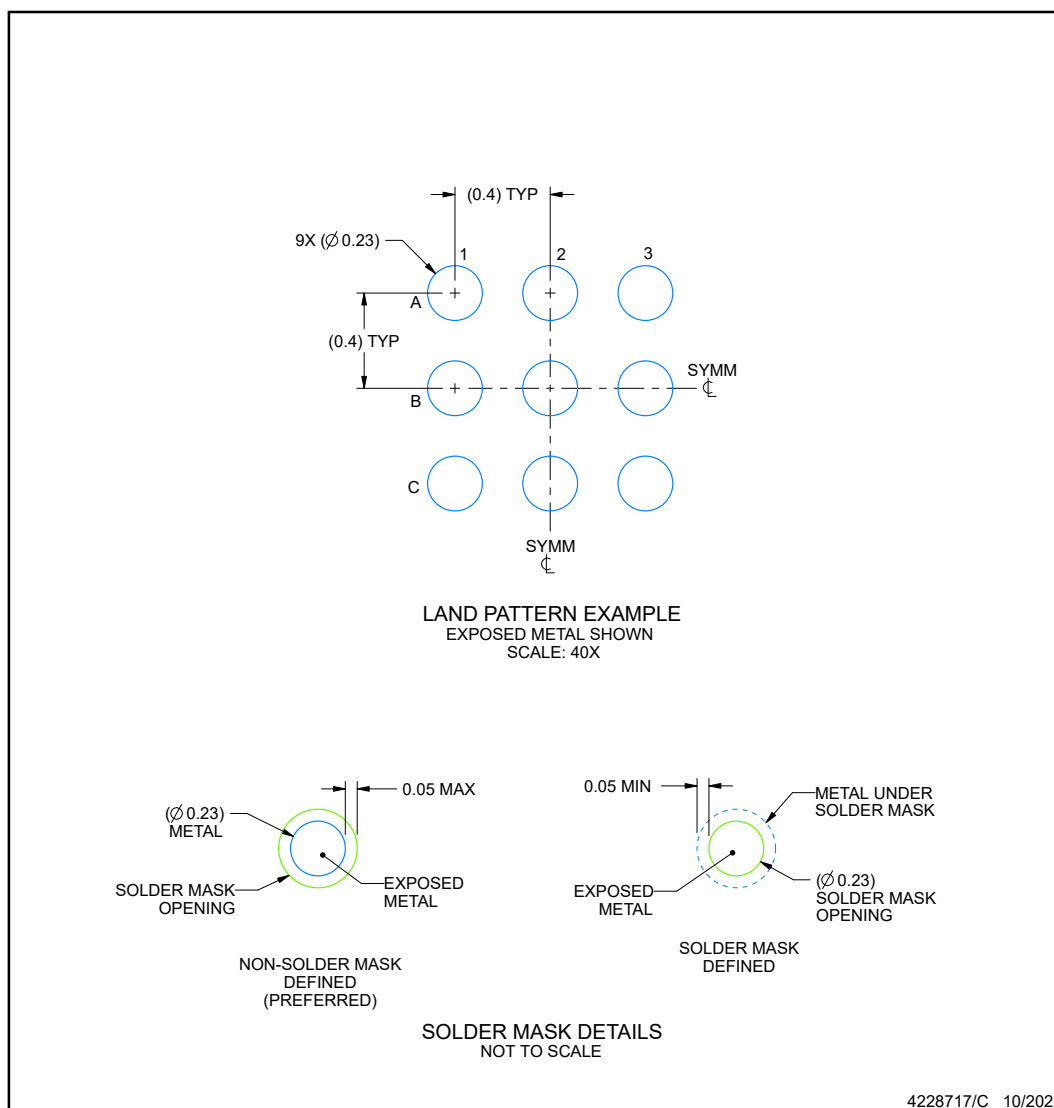 (0.4) TYP
9X (∅ 0.23)
1
2
3
A
(0.4) TYP
SYMM
℄
B
C
SYMM
℄
LAND PATTERN EXAMPLE
EXPOSED METAL SHOWN
SCALE: 40X
0.05 MAX
(∅ 0.23)
METAL
SOLDER MASK
OPENING
EXPOSED
METAL
NON-SOLDER MASK
DEFINED
(PREFERRED)
0.05 MIN
METAL UNDER
SOLDER MASK
EXPOSED
METAL
(∅ 0.23)
SOLDER MASK
OPENING
SOLDER MASK
DEFINED
SOLDER MASK DETAILS
NOT TO SCALE
4228717/C 10/202